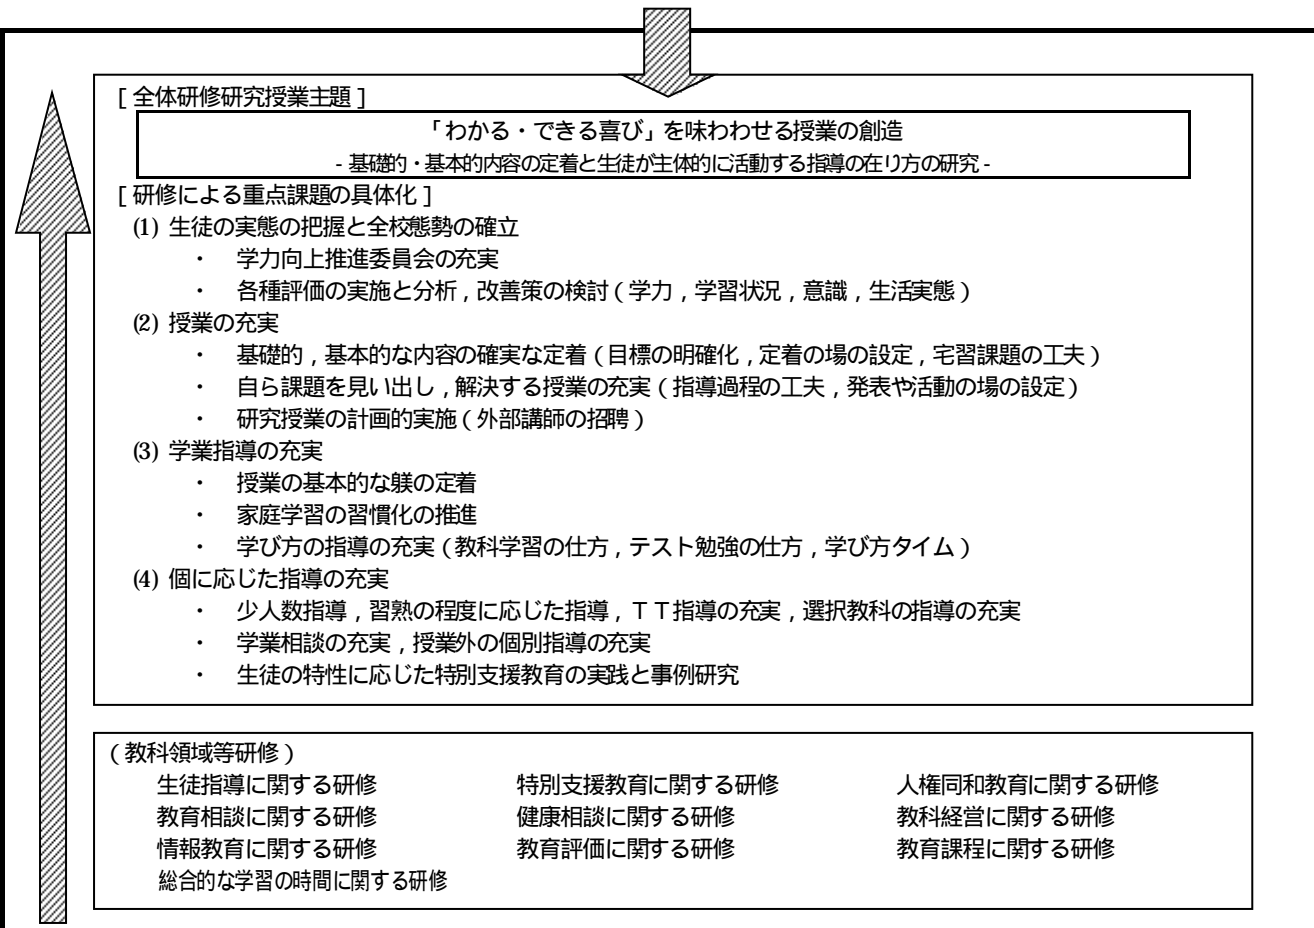 [ 全体研修研究授業主題 ]
「わかる・できる喜び」を味わわせる授業の創造
- 基礎的・基本的内容の定着と生徒が主体的に活動する指導の在り方の研究 -
[ 研修による重点課題の具体化 ]
(1) 生徒の実態の把握と全校態勢の確立
・ 学力向上推進委員会の充実
・ 各種評価の実施と分析，改善策の検討（学力，学習状況，意識，生活実態）
(2) 授業の充実
・ 基礎的，基本的な内容の確実な定着（目標の明確化，定着の場の設定，宅習課題の工夫）
・ 自ら課題を見い出し，解決する授業の充実（指導過程の工夫，発表や活動の場の設定）
・ 研究授業の計画的実施（外部講師の招聘）
(3) 学業指導の充実
・ 授業の基本的な躾の定着
・ 家庭学習の習慣化の推進
・ 学び方の指導の充実（教科学習の仕方，テスト勉強の仕方，学び方タイム）
(4) 個に応じた指導の充実
・ 少人数指導，習熟の程度に応じた指導，ＴＴ指導の充実，選択教科の指導の充実
・ 学業相談の充実，授業外の個別指導の充実
・ 生徒の特性に応じた特別支援教育の実践と事例研究
（教科領域等研修）
生徒指導に関する研修 特別支援教育に関する研修 人権同和教育に関する研修
教育相談に関する研修 健康相談に関する研修 教科経営に関する研修
情報教育に関する研修 教育評価に関する研修 教育課程に関する研修
総合的な学習の時間に関する研修